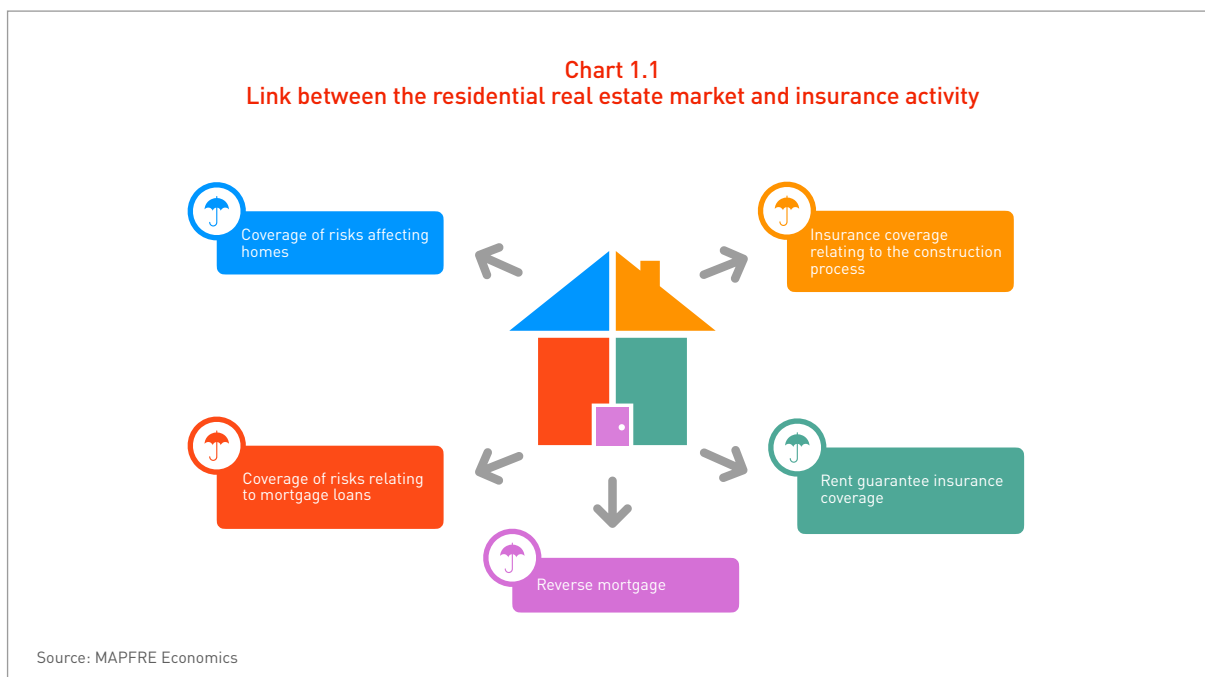 Chart 1.1
Link between the residential real estate market and insurance activity
Coverage of risks affecting
homes
Insurance coverage
relating to the construction
process
Coverage of risks relating
to mortgage loans
Rent guarantee insurance
coverage
Reverse mortgage
Source: MAPFRE Economics